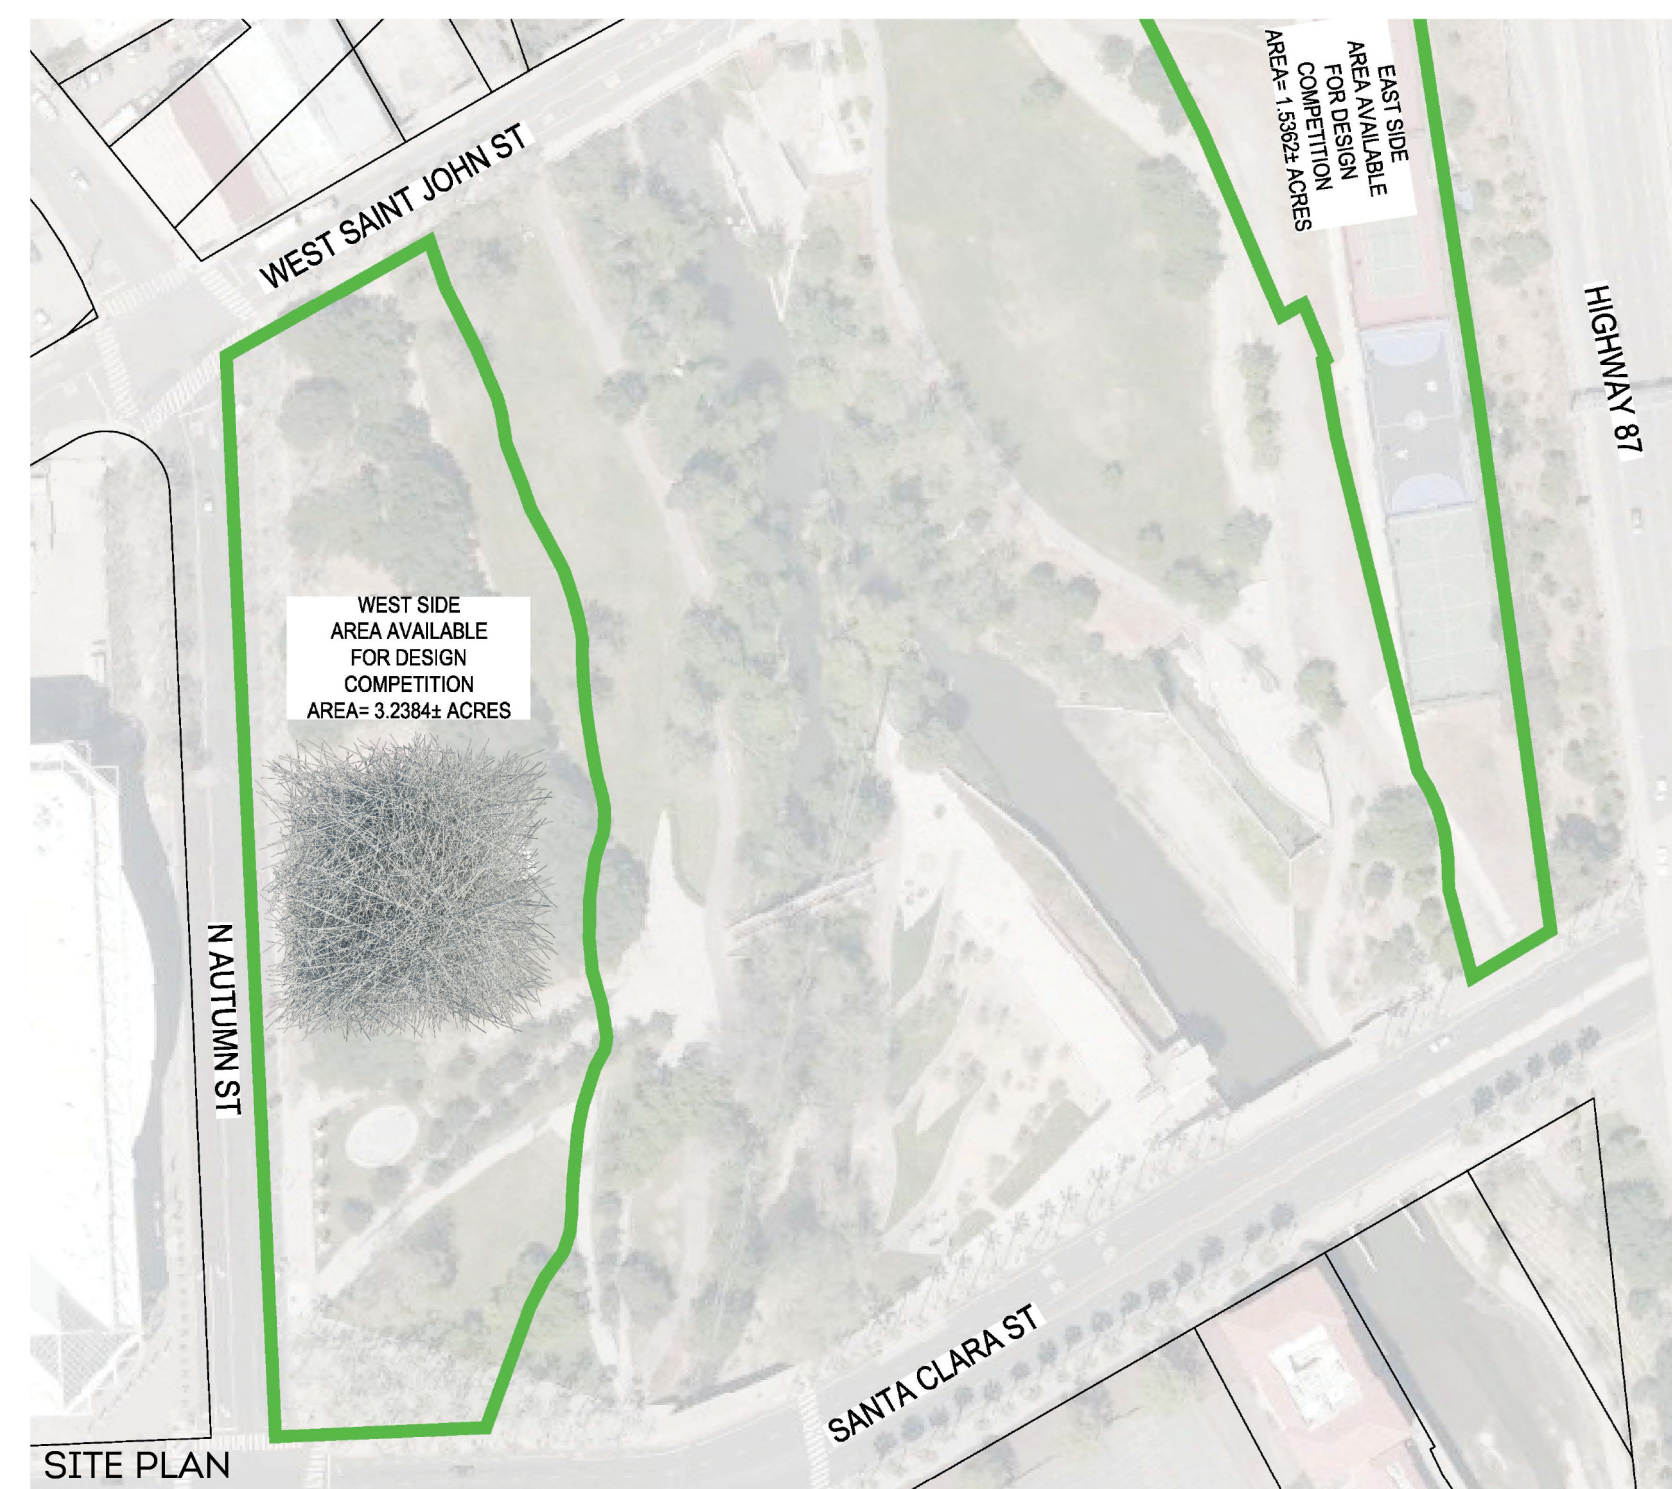 EAST SIDE
AREA AVAILABLE
FOR DESIGN
COMPETITION
AREA= 1.5362± ACRES
WEST SAINT JOHN ST
HIGHWAY 87
WEST SIDE
AREA AVAILABLE
FOR DESIGN
COMPETITION
AREA= 3.2384± ACRES
N AUTUMN ST
SANTA CLARA ST
SITE PLAN